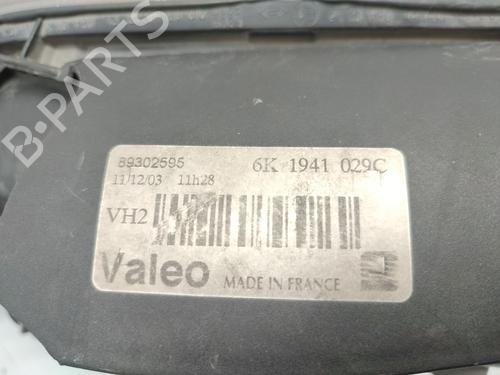 B-PARTS
89302595
6K 1941 029C
11/12/03 11h28
VH2
Valeo
MADE IN FRANCE